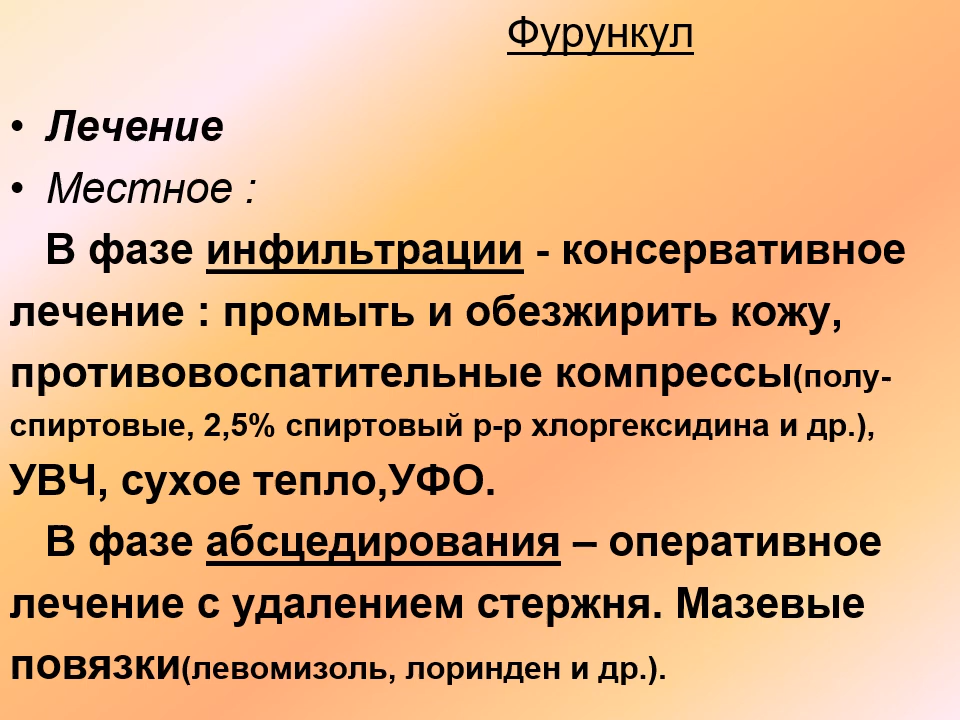 Фурункул
• Лечение
• Местное :
В фазе инфильтрации - консервативное
лечение : промыть и обезжирить кожу,
противовоспатительные компрессы(полу-
спиртовые, 2,5% спиртовый р-р хлоргексидина и др.),
УВЧ, сухое тепло,УФО.
В фазе абсцедирования – оперативное
лечение с удалением стержня. Мазевые
повязки(левомизоль, лоринден и др.).